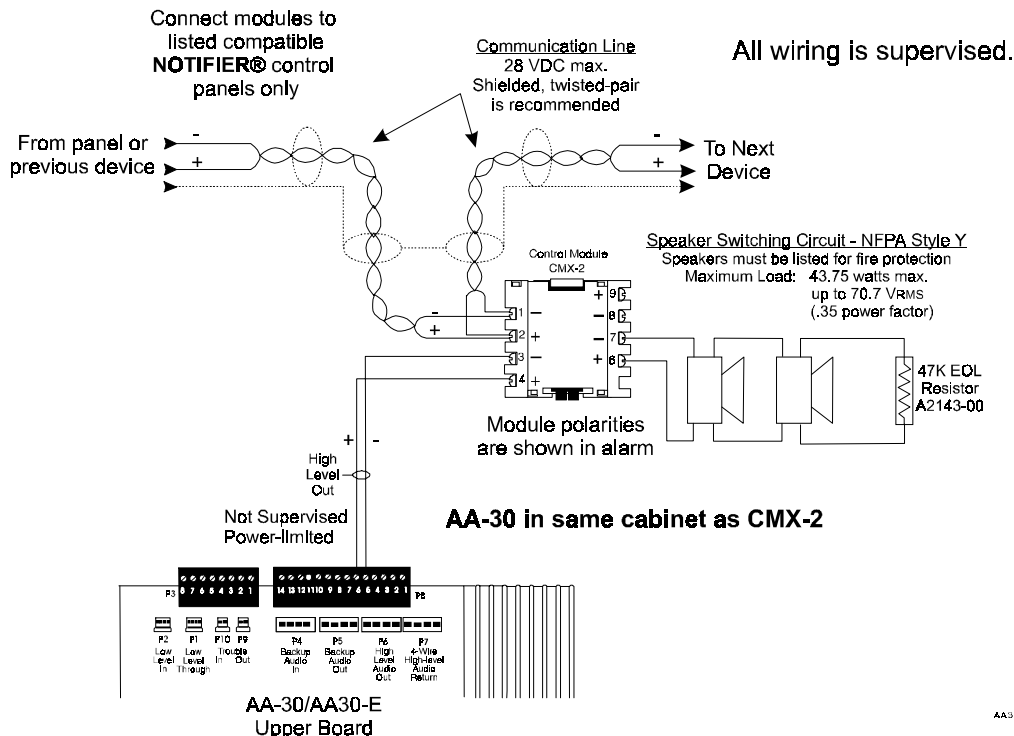 Connect modules to
listed compatible
NOTIFIER® control
panels only
Communication Line
28 VDC max.
Shielded, twisted-pair
is recommended
All wiring is supervised.
From panel or
previous device
-
+
-
+
To Next
Device
Control Module
CMX-2
Speaker Switching Circuit - NFPA Style Y
Speakers must be listed for fire protection
Maximum Load: 43.75 watts max.
up to 70.7 VRMS
(.35 power factor)
-
+
1 −
2 +
3 −
4 +
+ 9
− 8
− 7
+ 6
47K EOL
Resistor
A2143-00
Module polarities
are shown in alarm
+ -
High
Level
Out
Not Supervised
Power-limited
AA-30 in same cabinet as CMX-2
P3
8 7 6 5 4 3 2 1
14 13 12 11 10 9 8 7 6 5 4 3 2 1
P8
P2
Low
Level
In
P1
Low
Level
Through
P10 P9
Trouble
In Out
P4
Backup
Audio
In
P5
Backup
Audio
Out
P6
High
Level
Audio
Out
P7
4-Wire
High-level
Audio
Return
AA-30/AA30-E
Upper Board
AA3